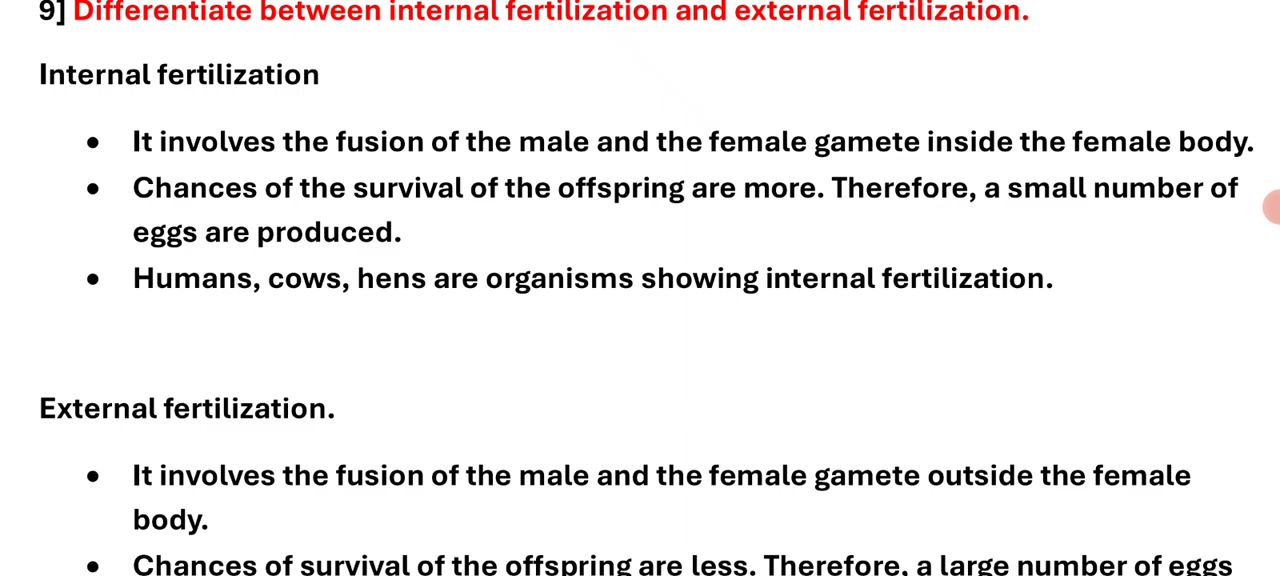 9] Differentiate between internal fertilization and external fertilization.
Internal fertilization
• It involves the fusion of the male and the female gamete inside the female body.
• Chances of the survival of the offspring are more. Therefore, a small number of
eggs are produced.
• Humans, cows, hens are organisms showing internal fertilization.
External fertilization.
• It involves the fusion of the male and the female gamete outside the female
body.
• Chances of survival of the offspring are less. Therefore, a large number of eggs